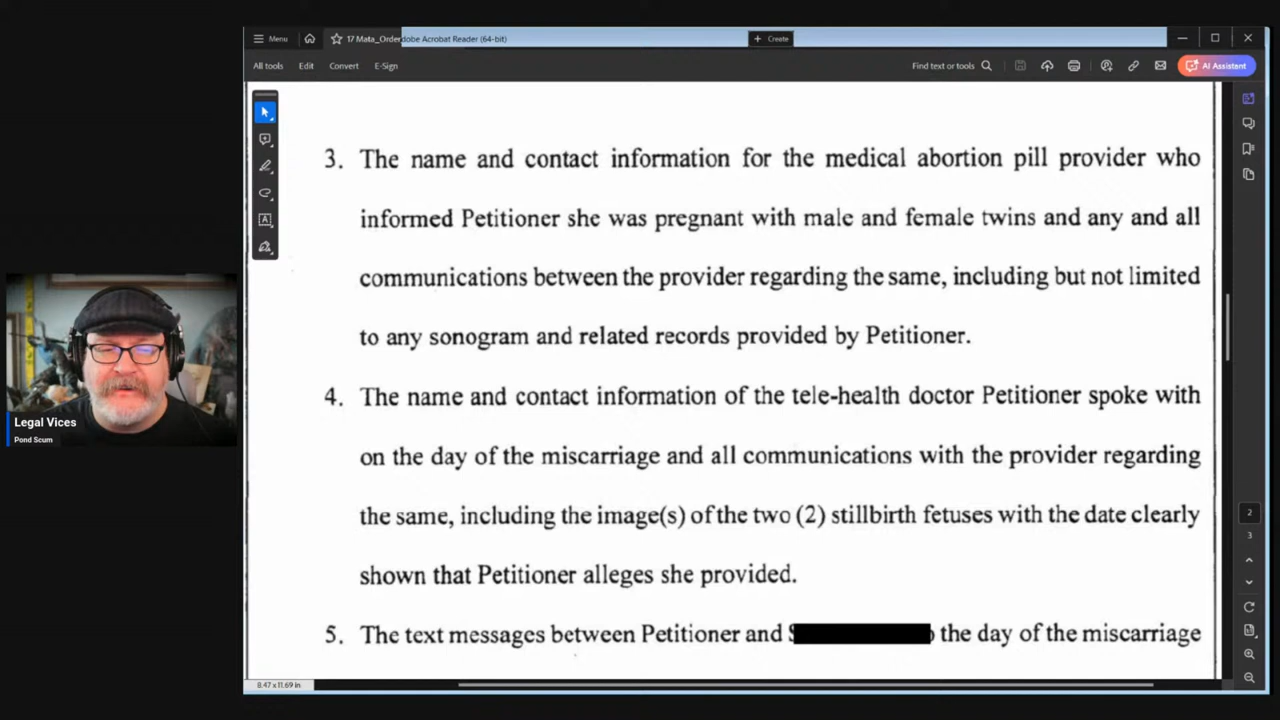 Menu
17 Mata_Orderdobe Acrobat Reader (64-bit)
+ Create
All tools Edit Convert E-Sign
Find text or tools
AI Assistant
3. The name and contact information for the medical abortion pill provider who
informed Petitioner she was pregnant with male and female twins and any and all
communications between the provider regarding the same, including but not limited
to any sonogram and related records provided by Petitioner.
4. The name and contact information of the tele-health doctor Petitioner spoke with
on the day of the miscarriage and all communications with the provider regarding
the same, including the image(s) of the two (2) stillbirth fetuses with the date clearly
shown that Petitioner alleges she provided.
5. The text messages between Petitioner and the day of the miscarriage
Legal Vices
Pond Scum
2
3
8.47 x 11.69 in